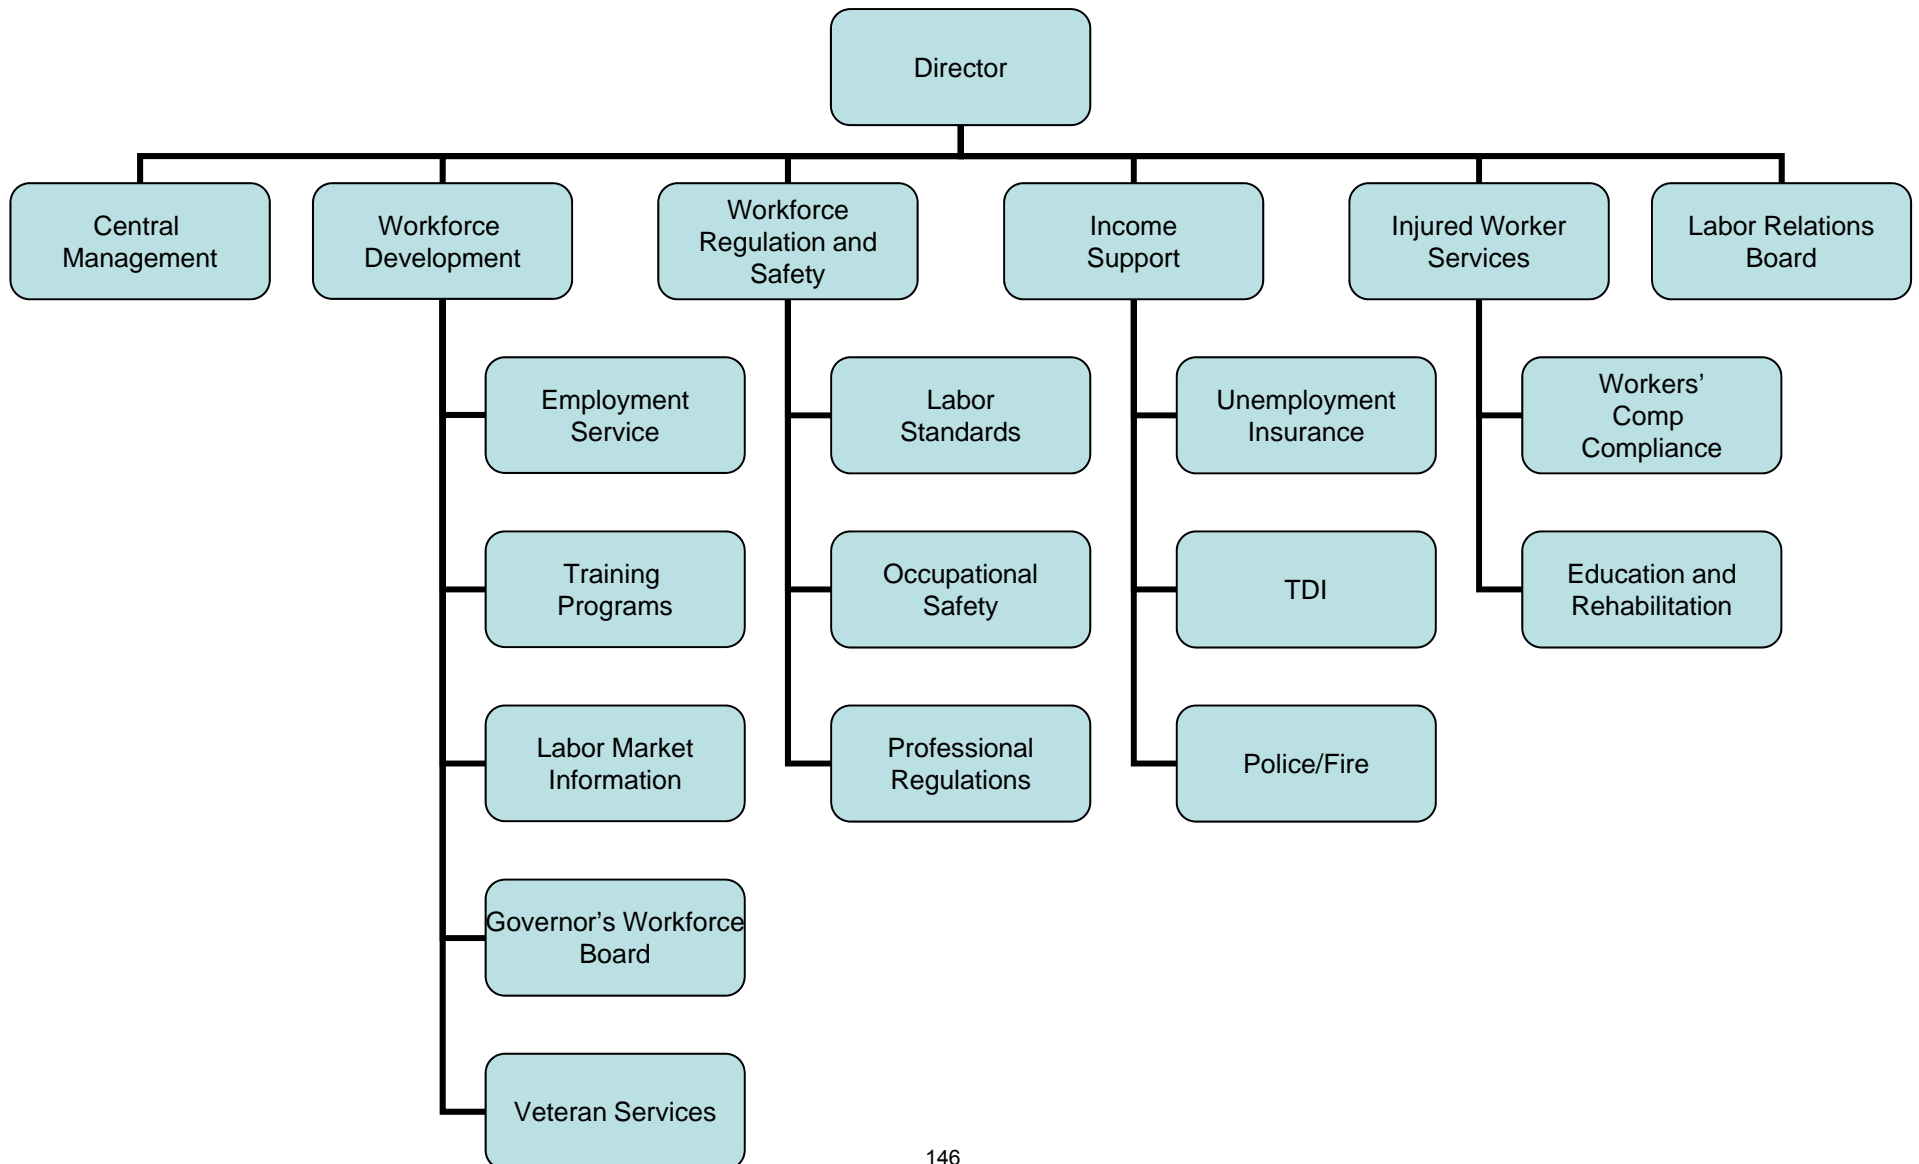 Director
Central
Management
Workforce
Development
Workforce
Regulation and
Safety
Income
Support
Injured Worker
Services
Labor Relations
Board
Employment
Service
Labor
Standards
Unemployment
Insurance
Workers’
Comp
Compliance
Training
Programs
Occupational
Safety
TDI
Education and
Rehabilitation
Labor Market
Information
Professional
Regulations
Police/Fire
Governor’s Workforce
Board
Veteran Services
146